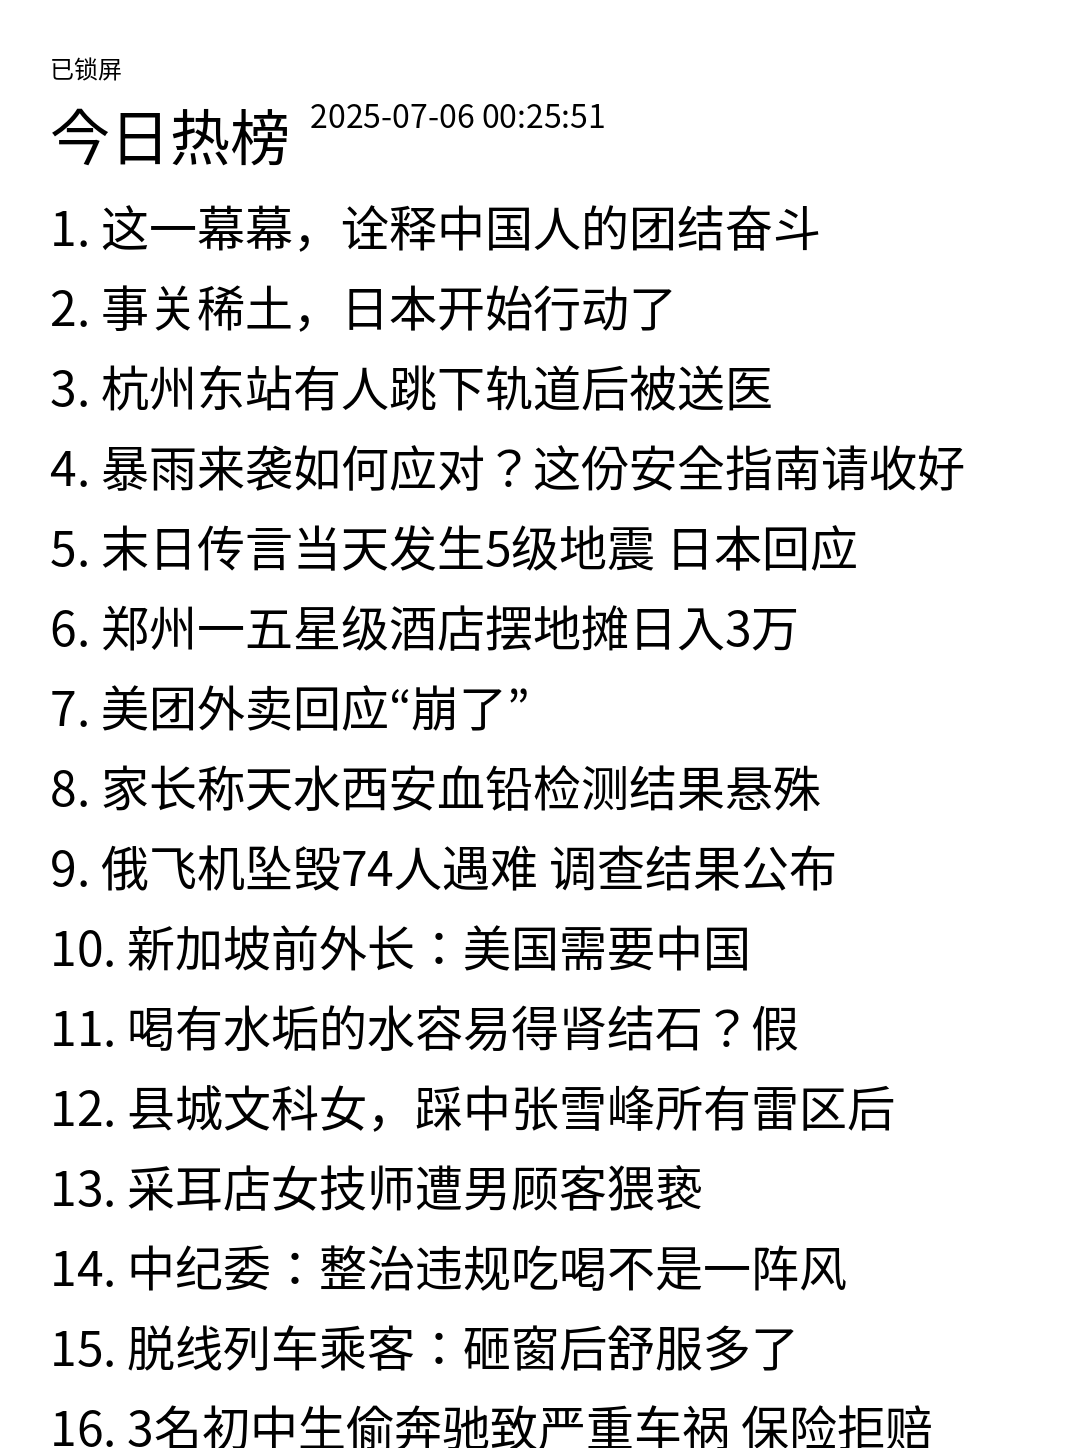 已锁屏
今日热榜 2025-07-06 00:25:51
1. 这一幕幕，诠释中国人的团结奋斗
2. 事关稀土，日本开始行动了
3. 杭州东站有人跳下轨道后被送医
4. 暴雨来袭如何应对？这份安全指南请收好
5. 末日传言当天发生5级地震 日本回应
6. 郑州一五星级酒店摆地摊日入3万
7. 美团外卖回应“崩了”
8. 家长称天水西安血铅检测结果悬殊
9. 俄飞机坠毁74人遇难 调查结果公布
10. 新加坡前外长：美国需要中国
11. 喝有水垢的水容易得肾结石？假
12. 县城文科女，踩中张雪峰所有雷区后
13. 采耳店女技师遭男顾客猥亵
14. 中纪委：整治违规吃喝不是一阵风
15. 脱线列车乘客：砸窗后舒服多了
16. 3名初中生偷奔驰致严重车祸 保险拒赔